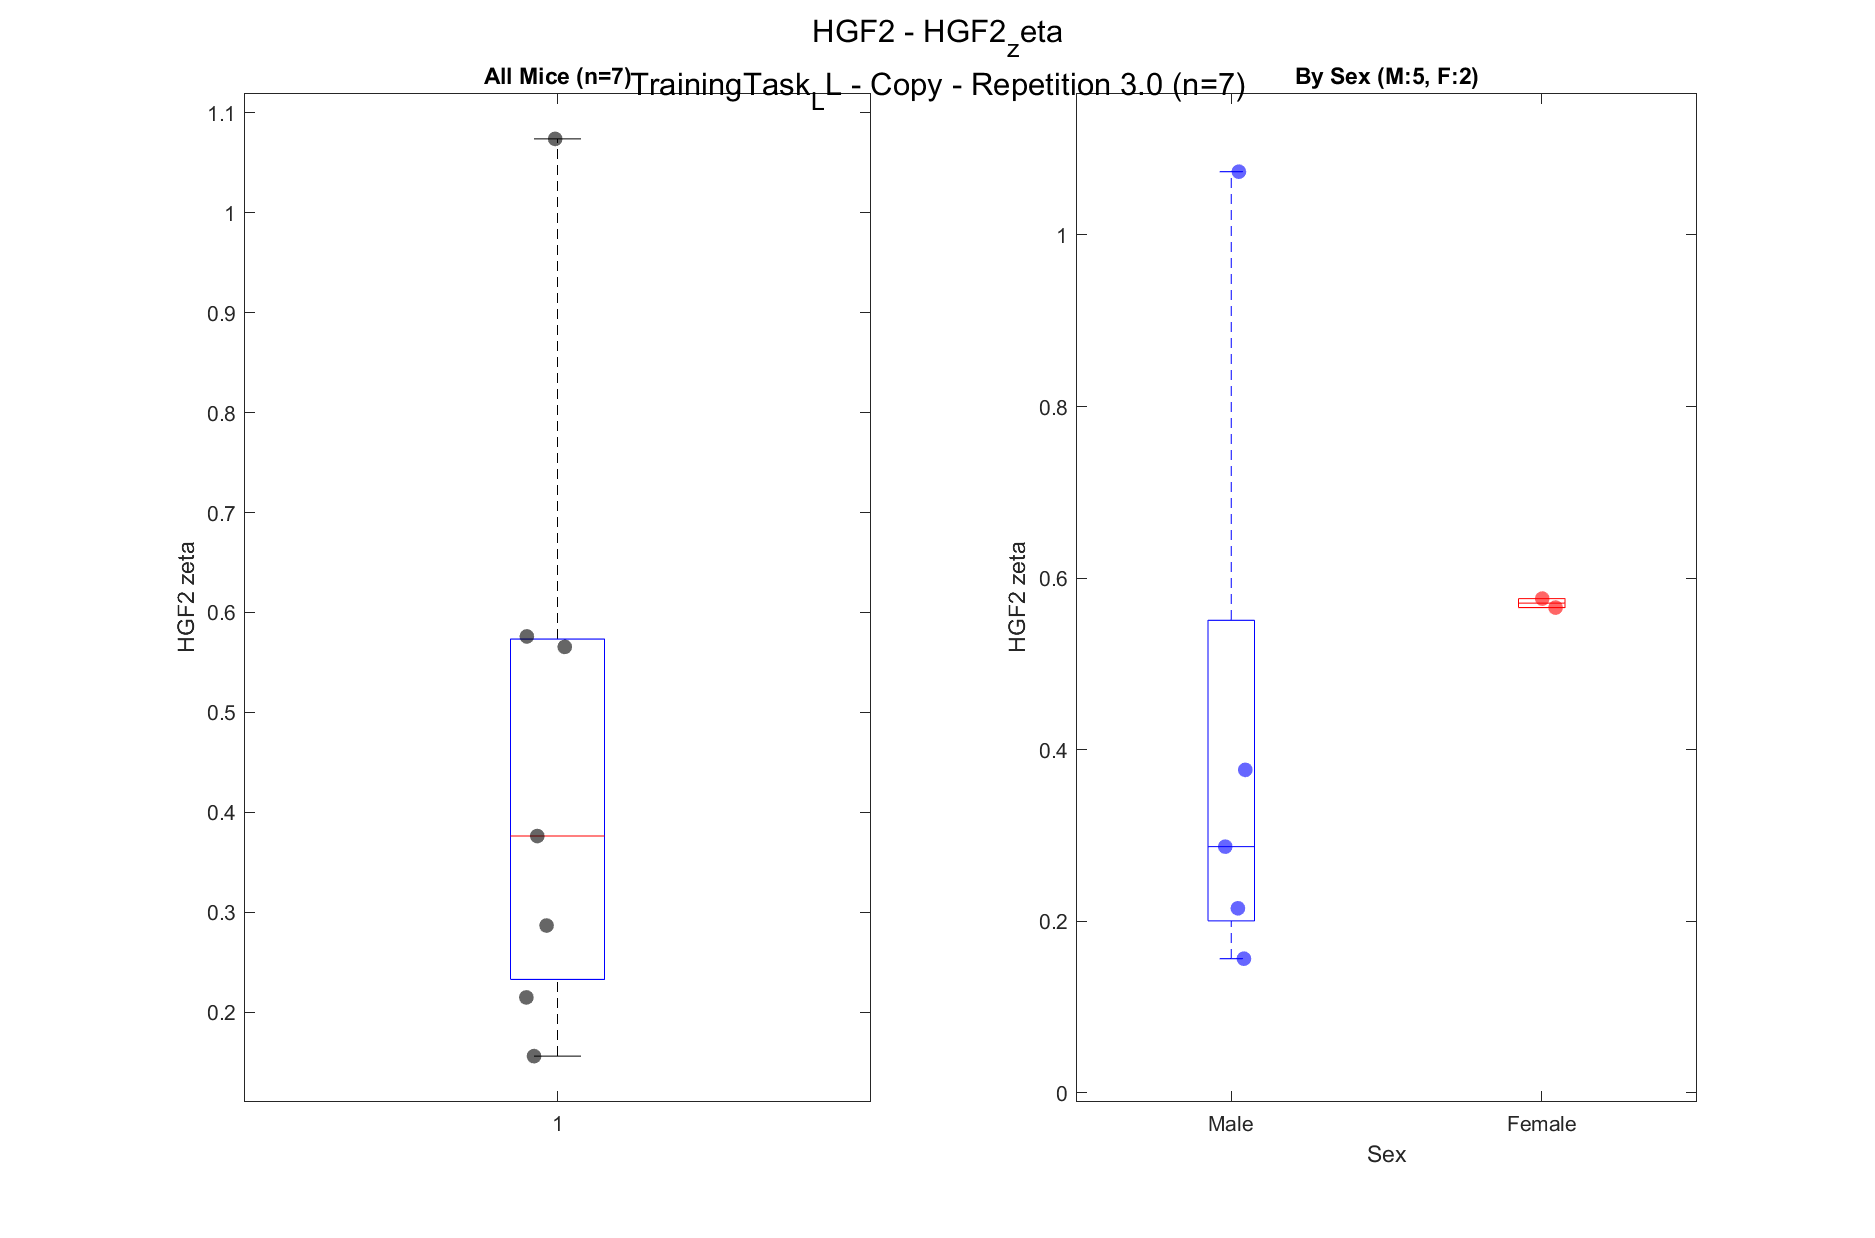 HGF2 - HGF2_zeta
TrainingTask_LL - Copy - Repetition 3.0 (n=7)
All Mice (n=7)
HGF2 zeta
1.1
1
0.9
0.8
0.7
0.6
0.5
0.4
0.3
0.2
1
By Sex (M:5, F:2)
HGF2 zeta
1
0.8
0.6
0.4
0.2
0
Male Female
Sex